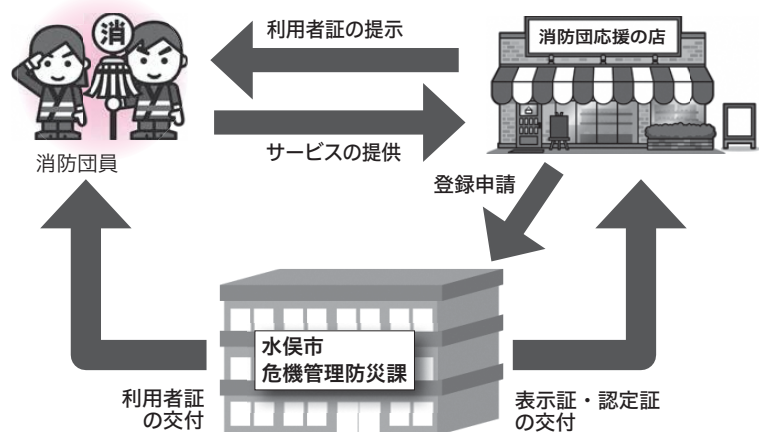 消
利用者証の提示
消防団応援の店
サービスの提供
消防団員
登録申請
水俣市
危機管理防災課
利用者証
の交付
表示証・認定証
の交付